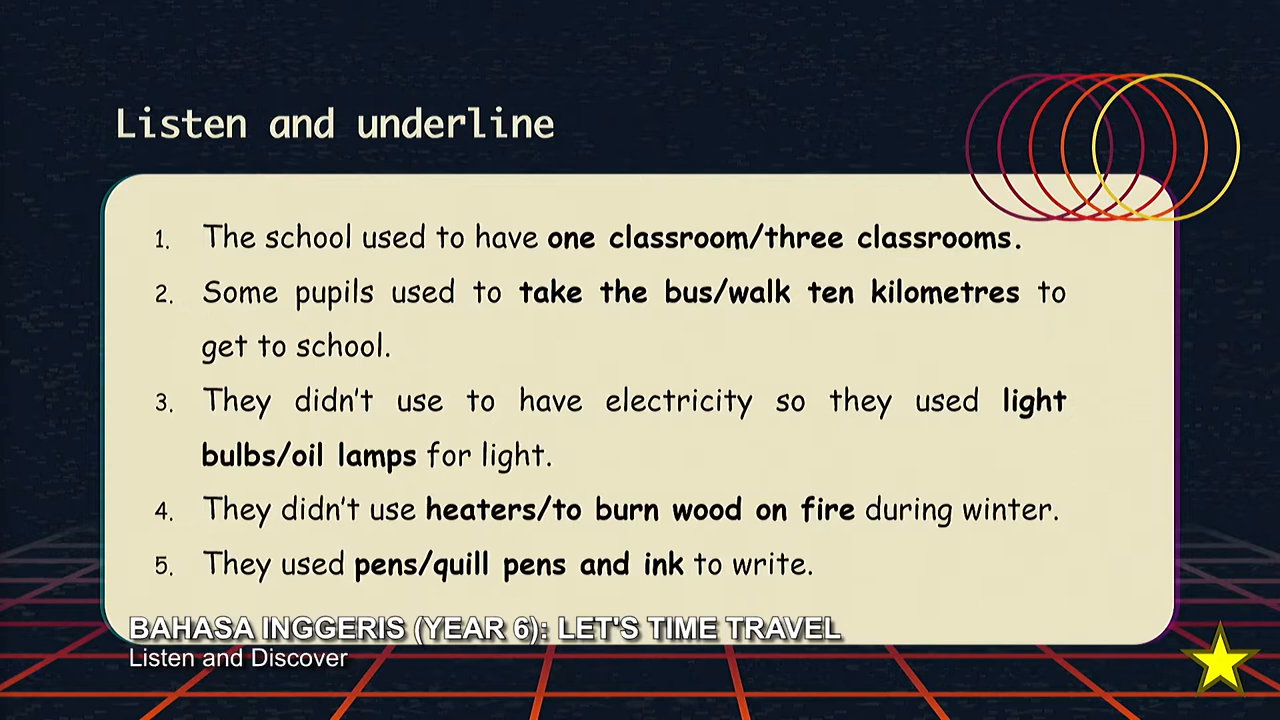 Listen and underline
1. The school used to have one classroom/three classrooms.
2. Some pupils used to take the bus/walk ten kilometres to
get to school.
3. They didn't use to have electricity so they used light
bulbs/oil lamps for light.
4. They didn't use heaters/to burn wood on fire during winter.
5. They used pens/quill pens and ink to write.
BAHASA INGGERIS (YEAR 6): LET'S TIME TRAVEL
Listen and Discover